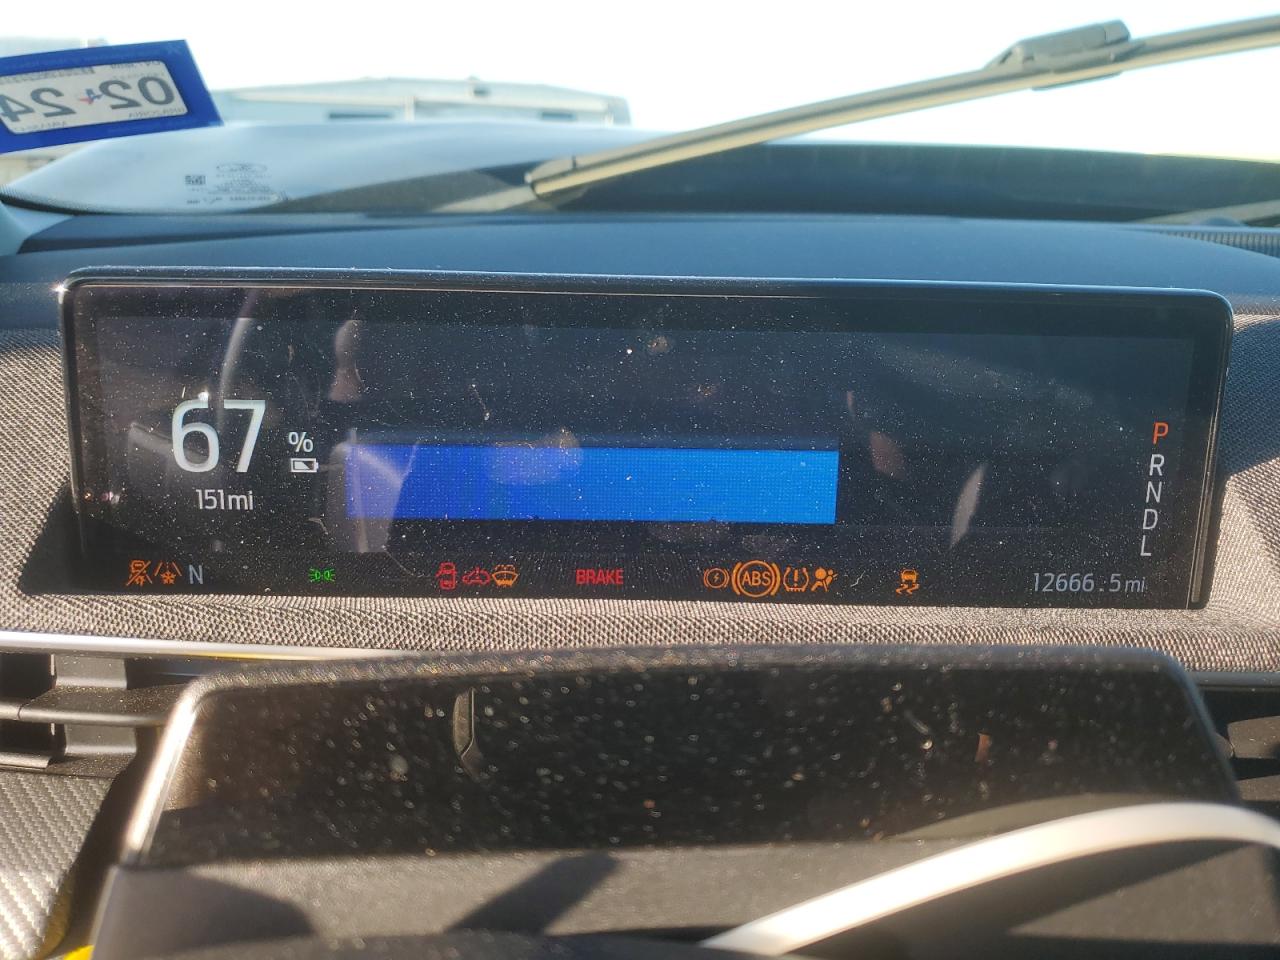 02 24
67 %
151mi
P
R
N
D
L
N BRAKE ABS 12666.5mi